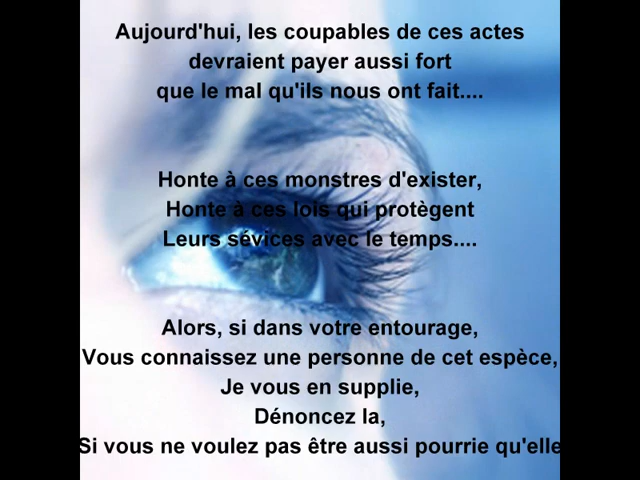 Aujourd'hui, les coupables de ces actes
devraient payer aussi fort
que le mal qu'ils nous ont fait....
Honte à ces monstres d'exister,
Honte à ces lois qui protègent
Leurs sévices avec le temps....
Alors, si dans votre entourage,
Vous connaissez une personne de cet espèce,
Je vous en supplie,
Dénoncez la,
Si vous ne voulez pas être aussi pourrie qu'elle